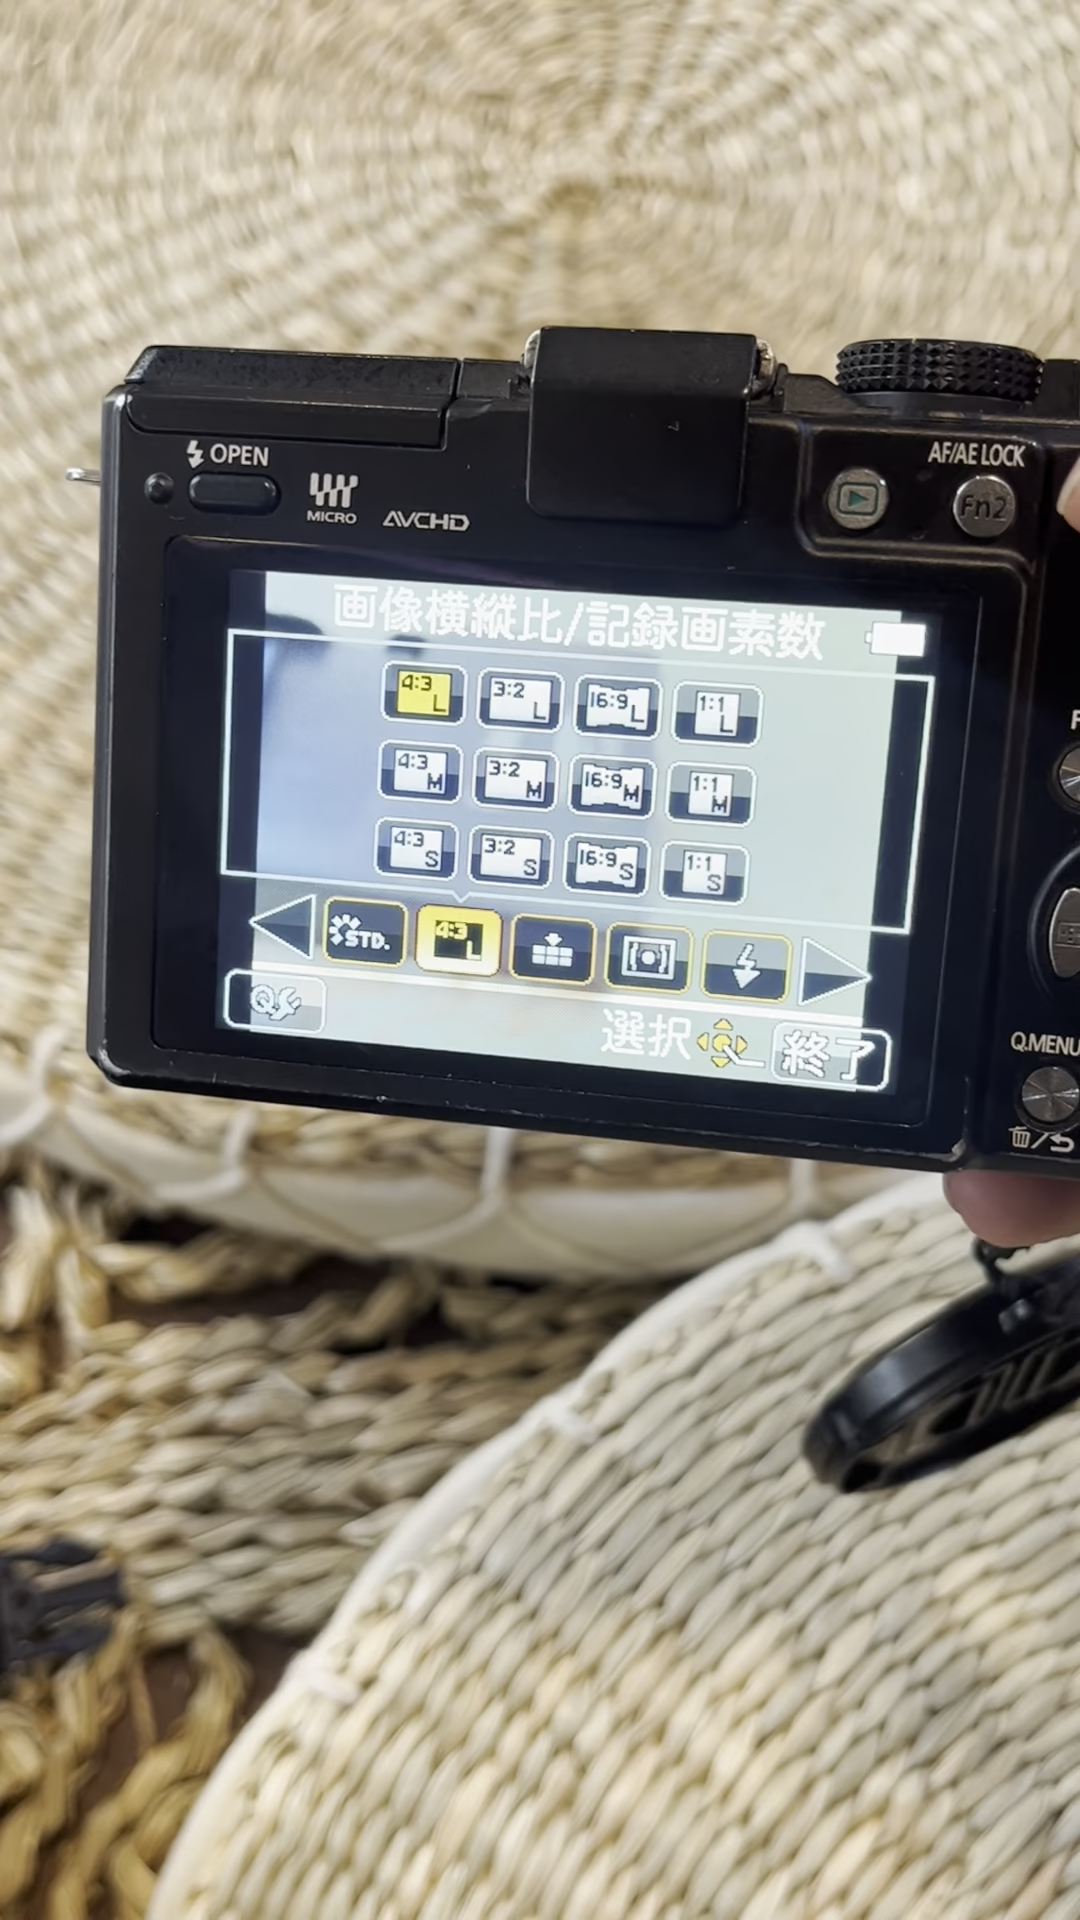 OPEN
MICRO
AVCHD
AF/AE LOCK
Fn2
画像横縦比/記録画素数
4:3 L
3:2 L
16:9 L
1:1 L
4:3 M
3:2 M
16:9 M
1:1 M
4:3 S
3:2 S
16:9 S
1:1 S
STD.
4:3 L
Q
選択
終了
Q.MENU